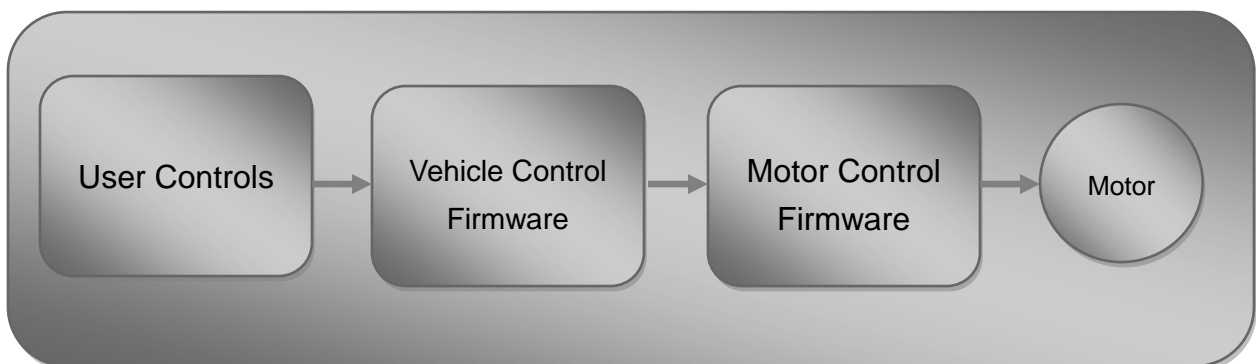 User Controls
Vehicle Control
Firmware
Motor Control
Firmware
Motor